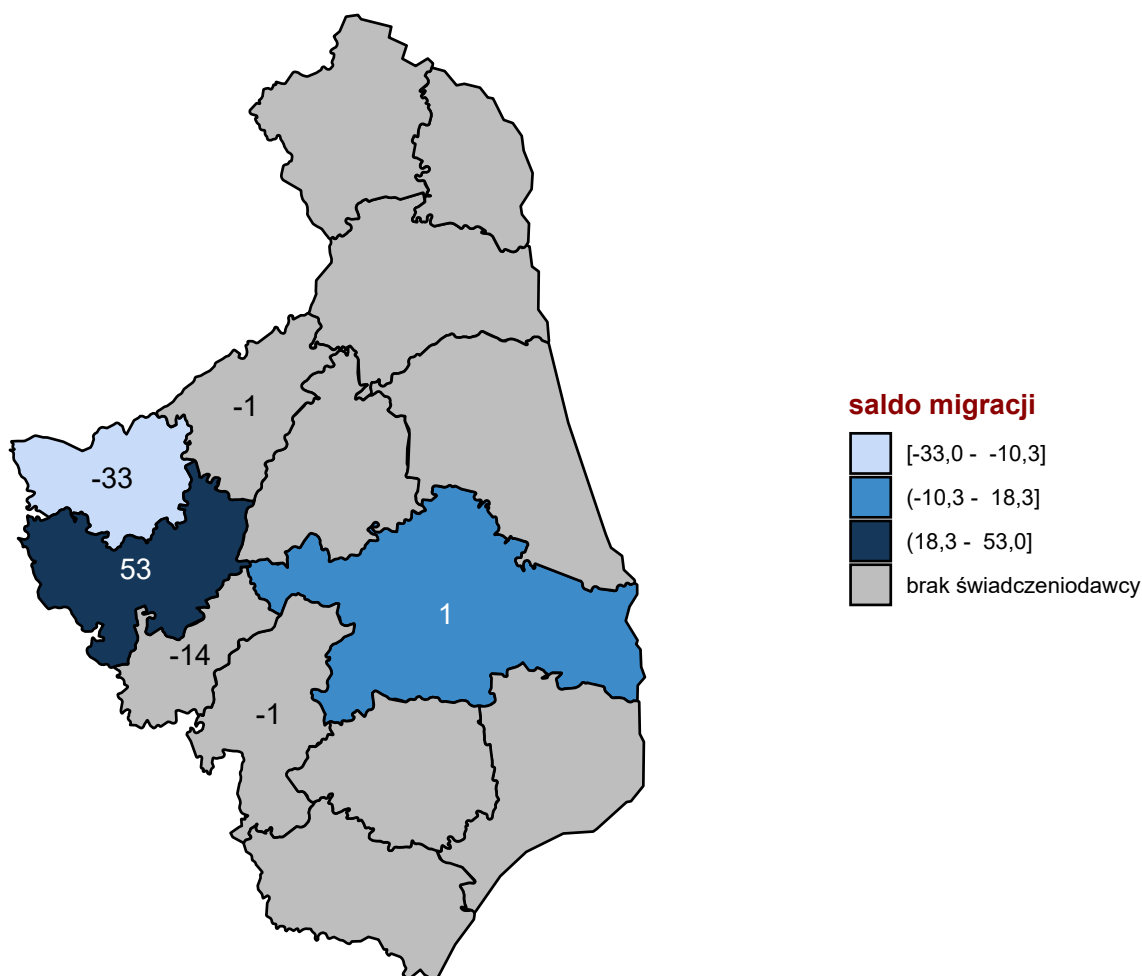 -1
-33
53
1
-14
-1
saldo migracji
[-33,0 - -10,3]
(-10,3 - 18,3]
(18,3 - 53,0]
brak świadczeniodawcy